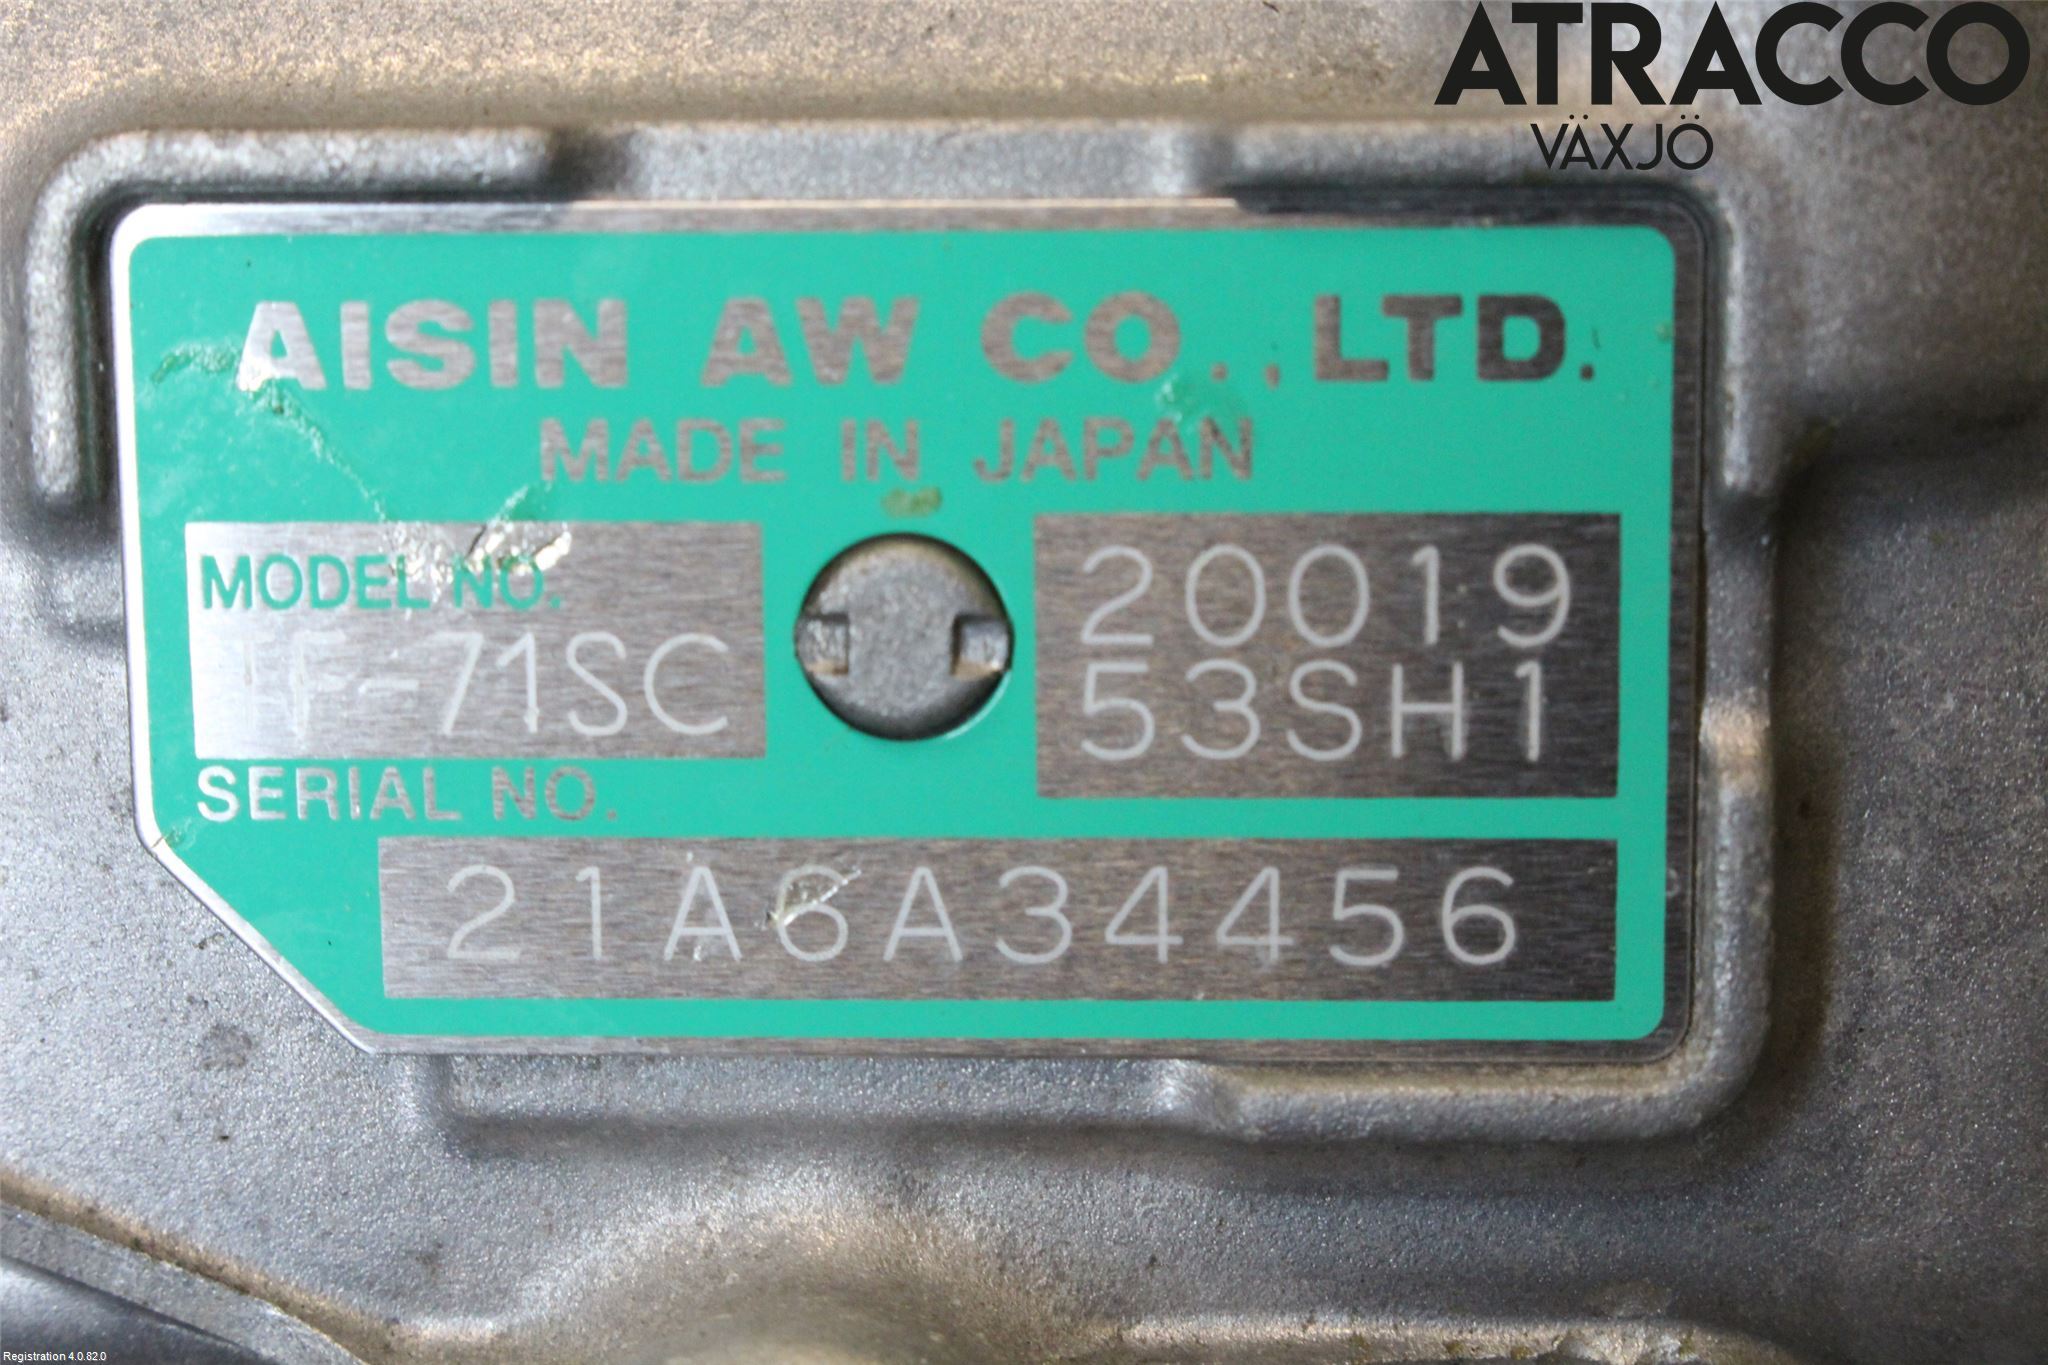 ATRACCO
VÄXJÖ
AISIN AW CO.,LTD.
MADE IN JAPAN
MODEL NO.
TF-71SC
20019
53SH1
SERIAL NO.
21A6A34456
Registration 4.0.82.0